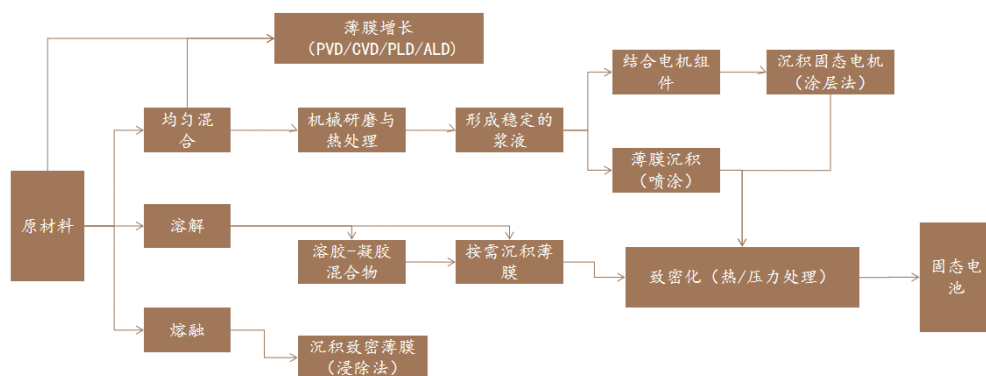 薄膜增长
(PVD/CVD/PLD/ALD)
结合电机组
件
沉积固态电机
（涂层法）
均匀混
合
机械研磨与
热处理
形成稳定的
浆液
薄膜沉积
（喷涂）
原材料
溶解
溶胶-凝胶
混合物
按需沉积薄
膜
致密化（热/压力处理）
固态电
池
熔融
沉积致密薄膜
（浸除法）